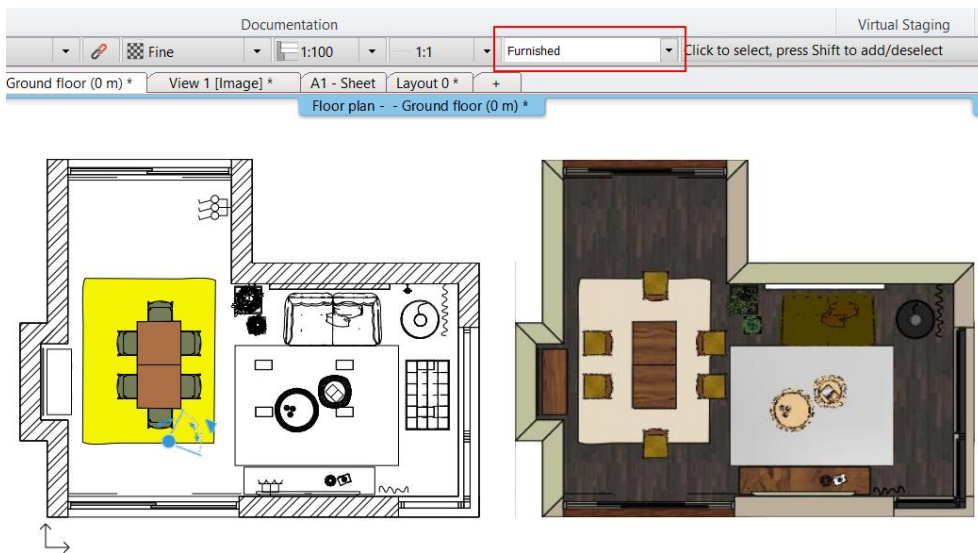 Documentation Virtual Staging
Fine 1:100 1:1 Furnished Click to select, press Shift to add/deselect
Ground floor (0 m) * View 1 [Image] * A1 - Sheet Layout 0 * +
Floor plan - - Ground floor (0 m) *